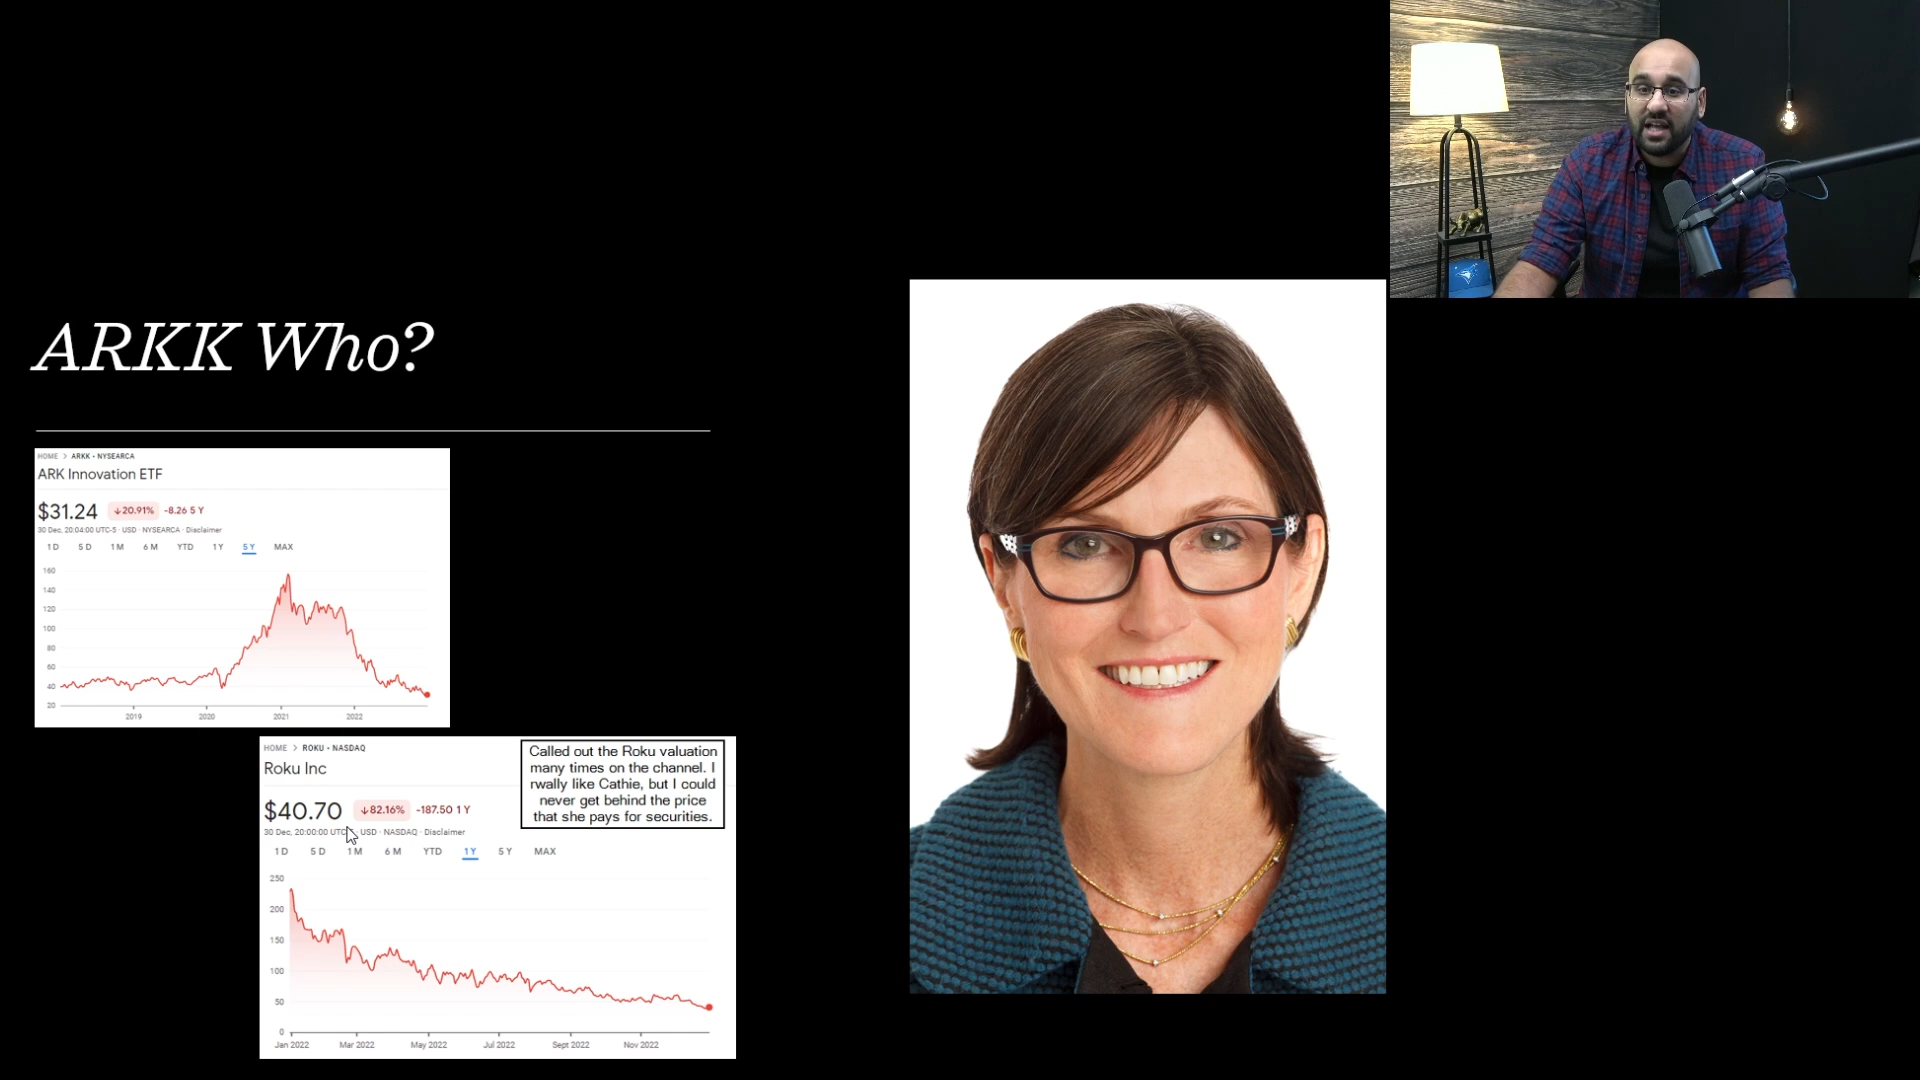 ARKK Who?
HOME > ARKK • NYSEARCA
ARK Innovation ETF
$31.24 ↓20.91% -8.26 5 Y
30 Dec, 20:04:00 UTC-5 · USD · NYSEARCA · Disclaimer
1 D 5 D 1 M 6 M YTD 1 Y 5 Y MAX
160
140
120
100
80
60
40
20
2019 2020 2021 2022
HOME > ROKU • NASDAQ
Roku Inc
$40.70 ↓82.16% -187.50 1 Y
30 Dec, 20:00:00 UTC-5 · USD · NASDAQ · Disclaimer
1 D 5 D 1 M 6 M YTD 1 Y 5 Y MAX
Called out the Roku valuation
many times on the channel. I
rwally like Cathie, but I could
never get behind the price
that she pays for securities.
250
200
150
100
50
0
Jan 2022 Mar 2022 May 2022 Jul 2022 Sept 2022 Nov 2022